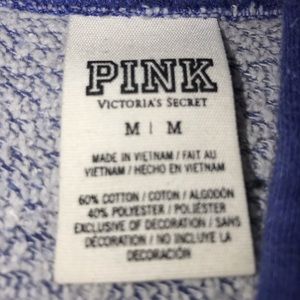 PINK
VICTORIA'S SECRET
M | M
MADE IN VIETNAM / FAIT AU
VIETNAM / HECHO EN VIETNAM
60% COTTON / COTON / ALGODÓN
40% POLYESTER / POLIÉSTER
EXCLUSIVE OF DECORATION / SANS
DÉCORATION / NO INCLUYE LA
DECORACIÓN